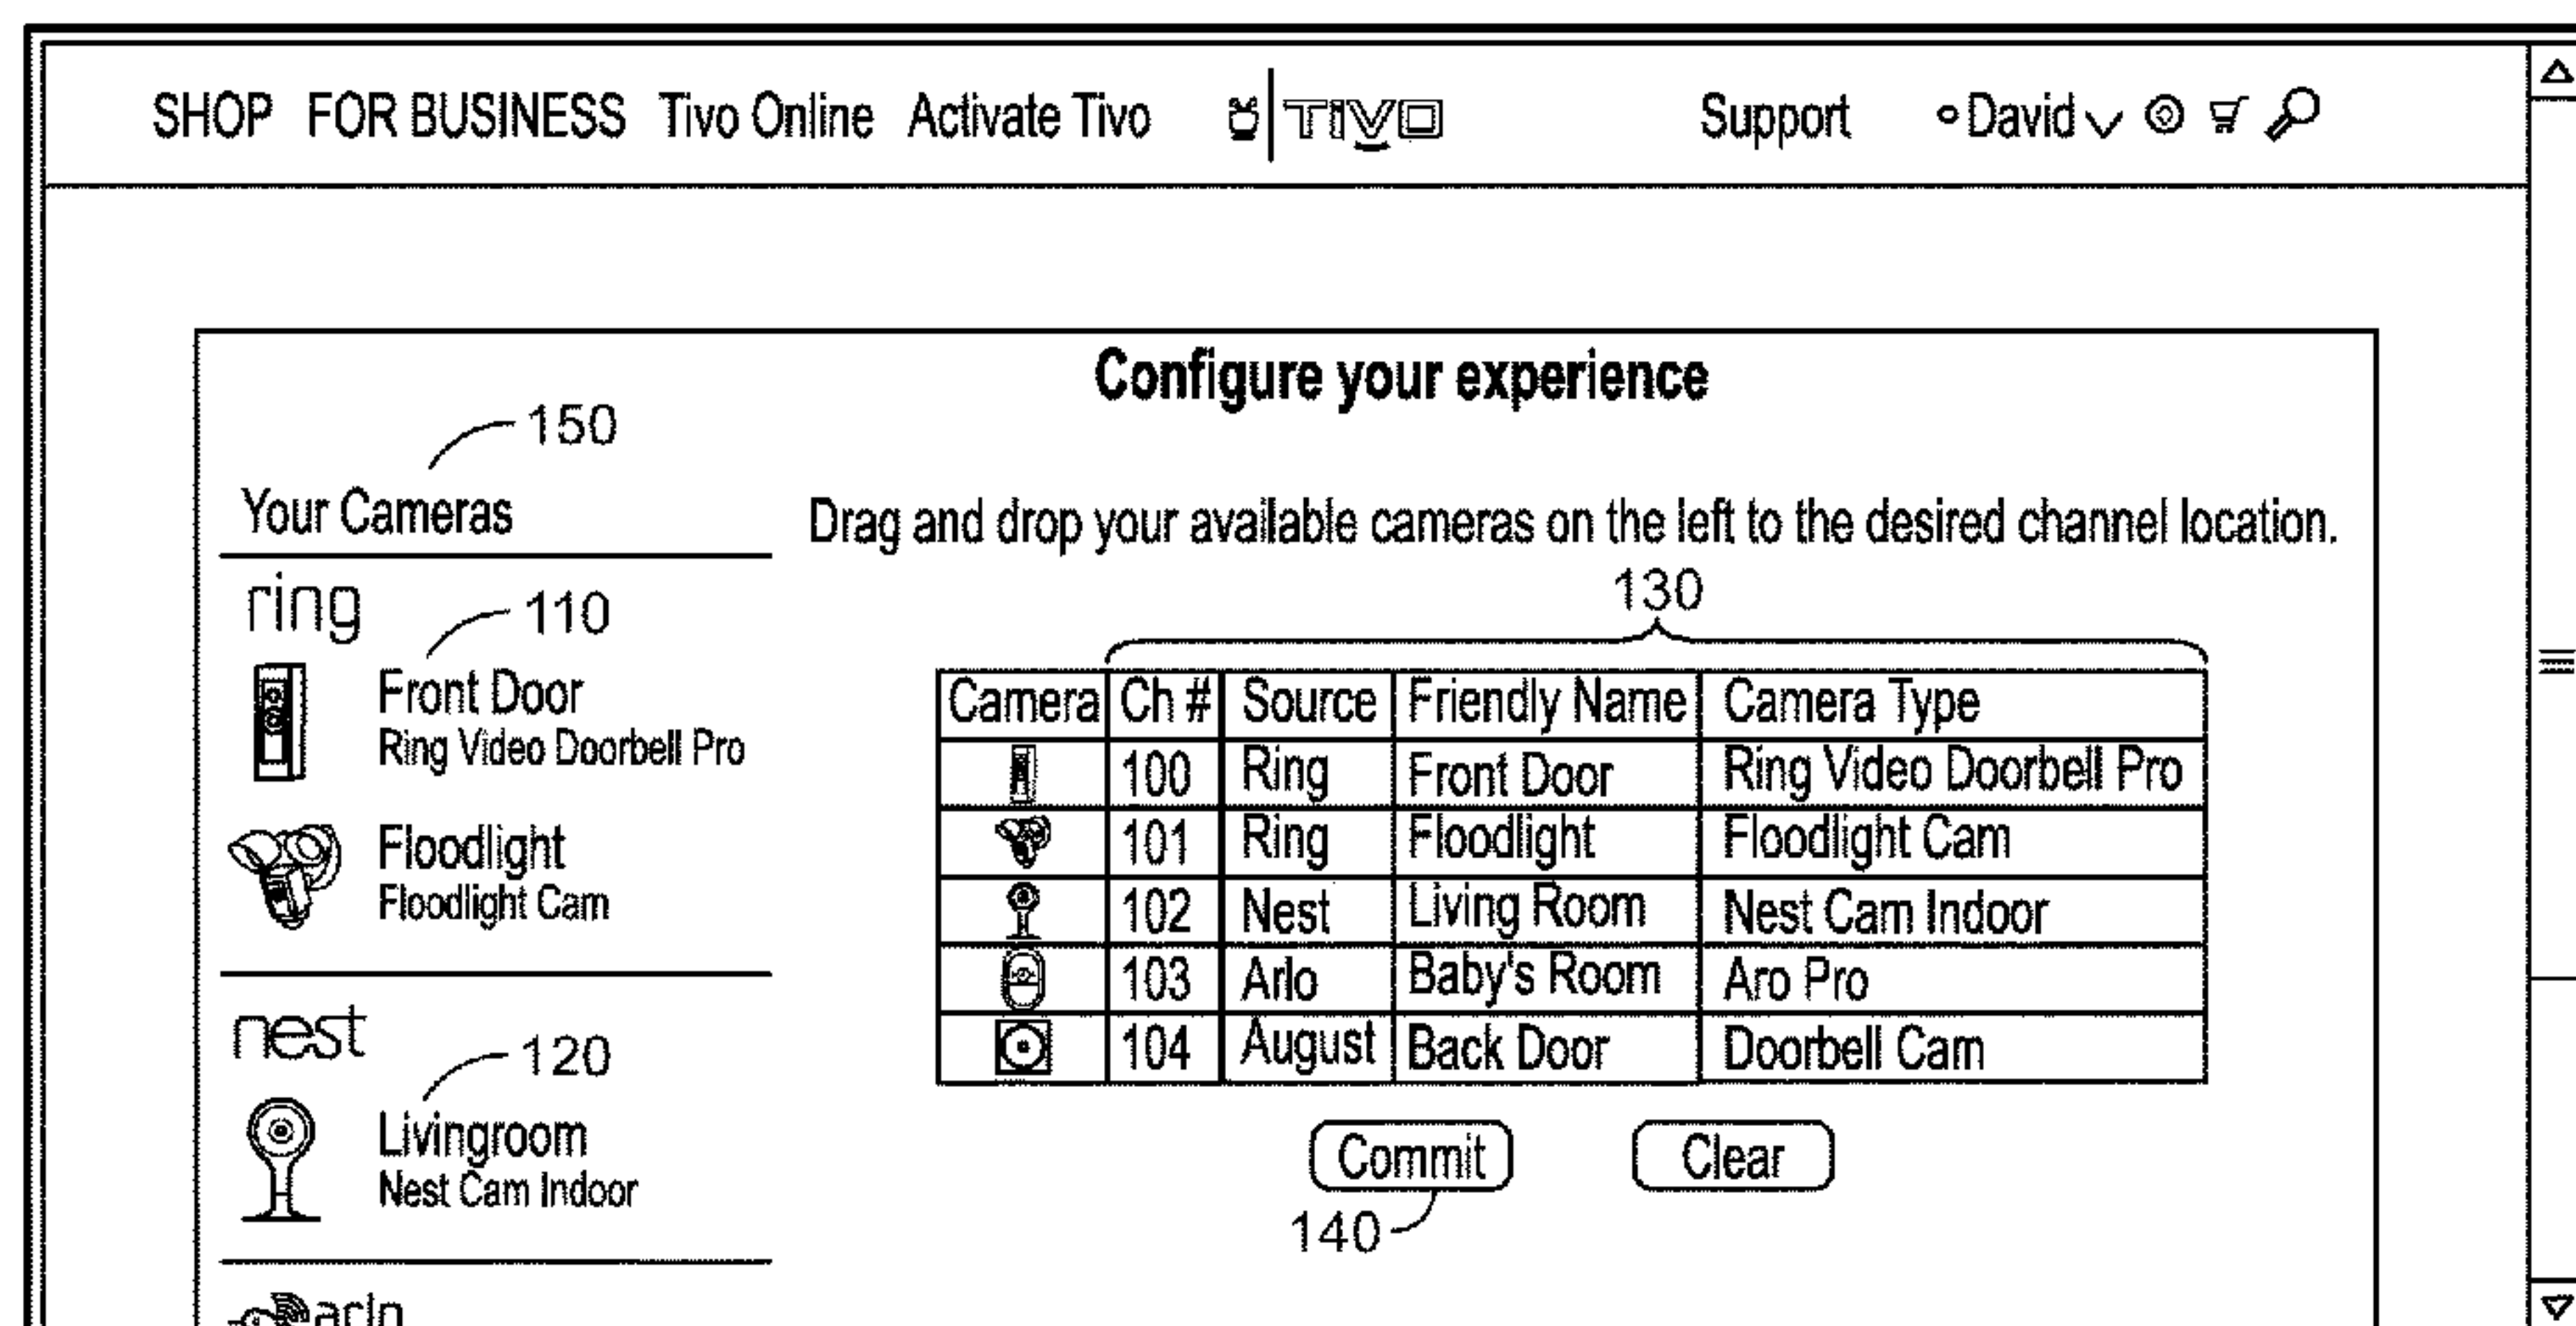 SHOP FOR BUSINESS Tivo Online Activate Tivo TiVO Support David
Configure your experience
150
Your Cameras
Drag and drop your available cameras on the left to the desired channel location.
ring
110
130
Front Door
Ring Video Doorbell Pro
Floodlight
Floodlight Cam
nest
120
Livingroom
Nest Cam Indoor
arlo
Camera Ch # Source Friendly Name Camera Type
100 Ring Front Door Ring Video Doorbell Pro
101 Ring Floodlight Floodlight Cam
102 Nest Living Room Nest Cam Indoor
103 Arlo Baby's Room Aro Pro
104 August Back Door Doorbell Cam
Commit Clear
140